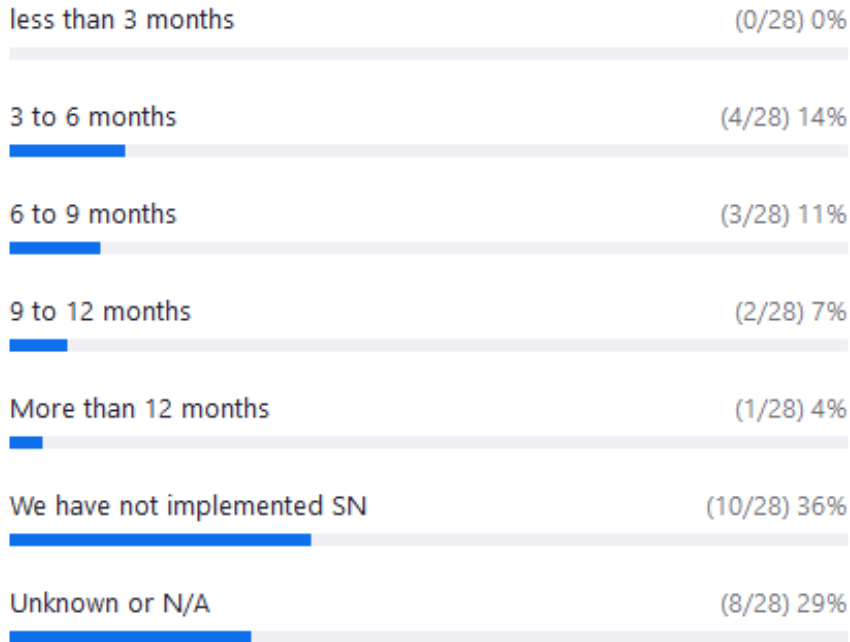 less than 3 months (0/28) 0%
3 to 6 months (4/28) 14%
6 to 9 months (3/28) 11%
9 to 12 months (2/28) 7%
More than 12 months (1/28) 4%
We have not implemented SN (10/28) 36%
Unknown or N/A (8/28) 29%